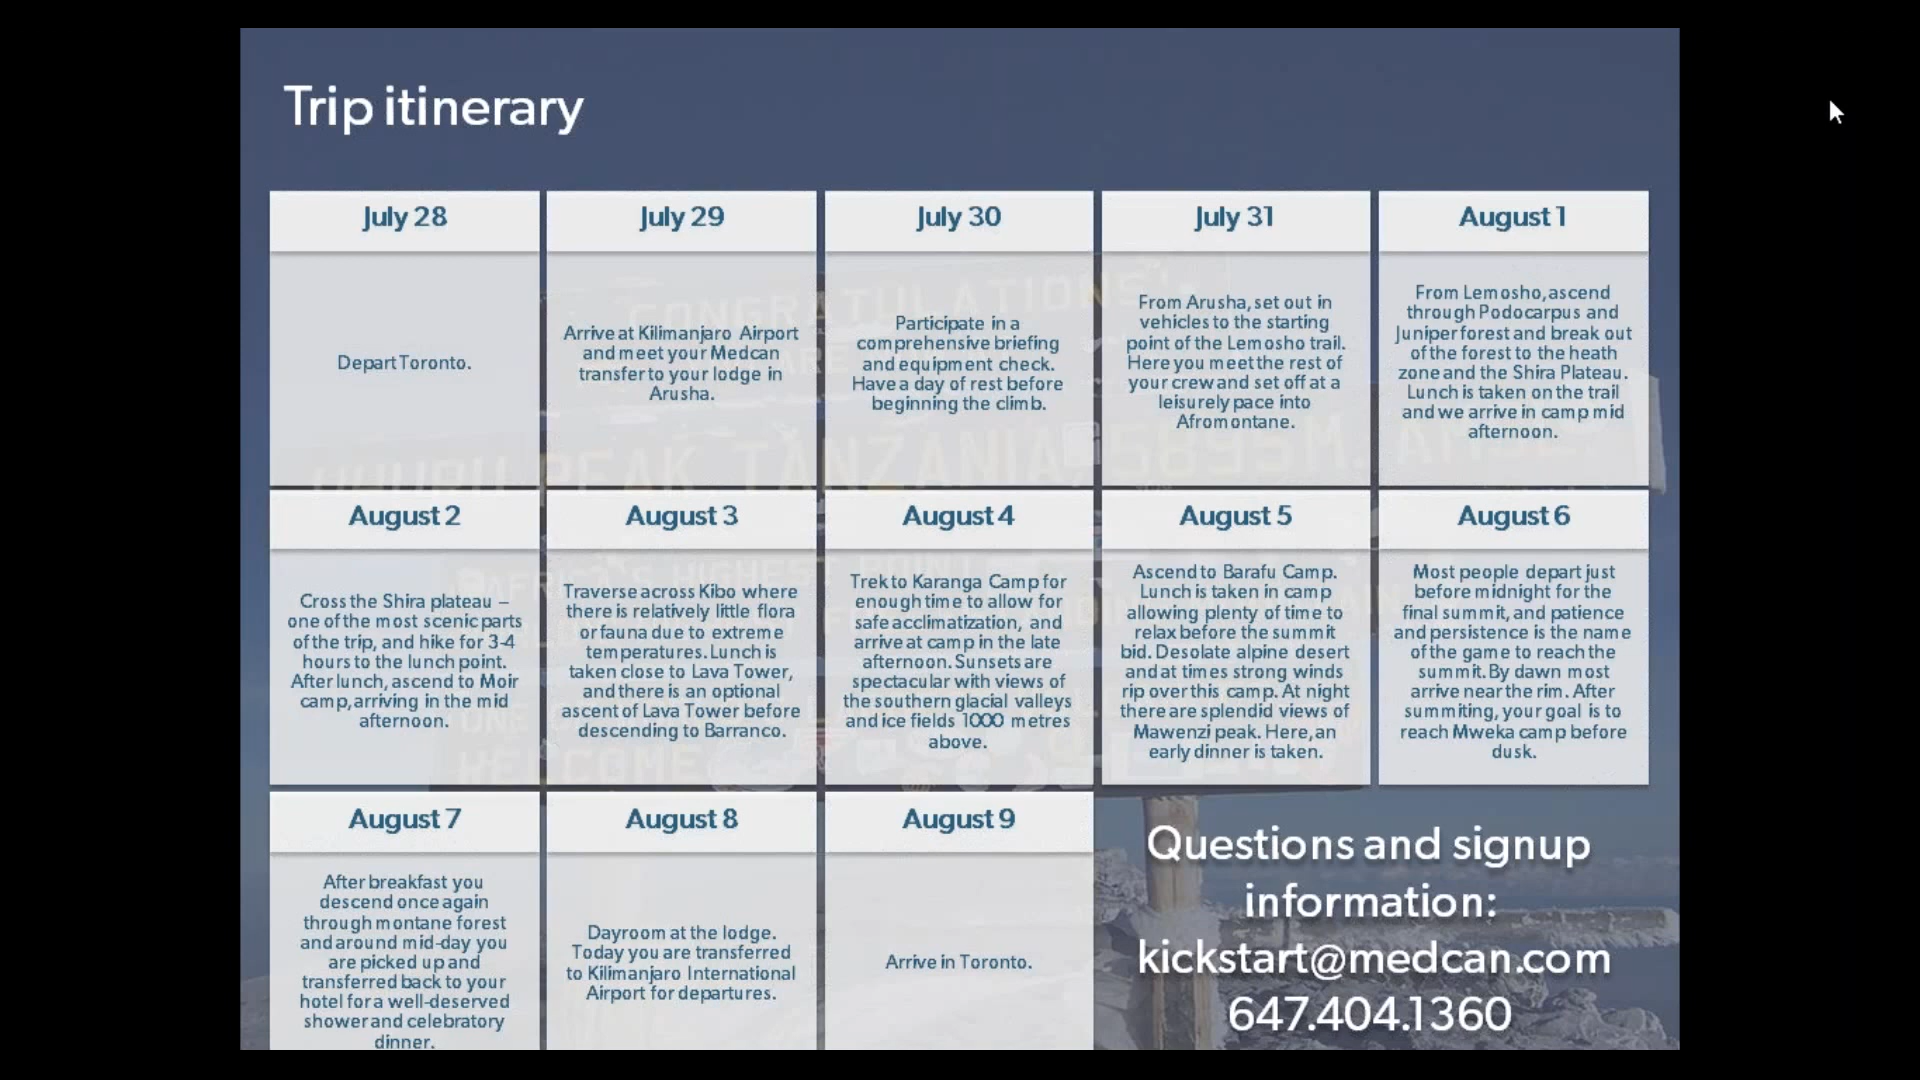 Trip itinerary
July 28
Depart Toronto.
July 29
Arrive at Kilimanjaro Airport
and meet your Medcan
transfer to your lodge in
Arusha.
July 30
Participate in a
comprehensive briefing
and equipment check.
Have a day of rest before
beginning the climb.
July 31
From Arusha, set out in
vehicles to the starting
point of the Lemosho trail.
Here you meet the rest of
your crew and set off at a
leisurely pace into
Afromontane.
August 1
From Lemosho, ascend
through Podocarpus and
Juniper forest and break out
of the forest to the heath
zone and the Shira Plateau.
Lunch is taken on the trail
and we arrive in camp mid
afternoon.
August 2
Cross the Shira plateau –
one of the most scenic parts
of the trip, and hike for 3-4
hours to the lunch point.
After lunch, ascend to Moir
camp, arriving in the mid
afternoon.
August 3
Traverse across Kibo where
there is relatively little flora
or fauna due to extreme
temperatures. Lunch is
taken close to Lava Tower,
and there is an optional
ascent of Lava Tower before
descending to Barranco.
August 4
Trek to Karanga Camp for
enough time to allow for
safe acclimatization, and
arrive at camp in the late
afternoon. Sunsets are
spectacular with views of
the southern glacial valleys
and ice fields 1000 metres
above.
August 5
Ascend to Barafu Camp.
Lunch is taken in camp
allowing plenty of time to
relax before the summit
bid. Desolate alpine desert
and at times strong winds
rip over this camp. At night
there are splendid views of
Mawenzi peak. Here, an
early dinner is taken.
August 6
Most people depart just
before midnight for the
final summit, and patience
and persistence is the name
of the game to reach the
summit. By dawn most
arrive near the rim. After
summiting, your goal is to
reach Mweka camp before
dusk.
August 7
After breakfast you
descend once again
through montane forest
and around mid-day you
are picked up and
transferred back to your
hotel for a well-deserved
shower and celebratory
dinner.
August 8
Dayroom at the lodge.
Today you are transferred
to Kilimanjaro International
Airport for departures.
August 9
Arrive in Toronto.
Questions and signup
information:
kickstart@medcan.com
647.404.1360
CONGRATULATIONS
UHURU PEAK, TANZANIA, 5895M. AMSL.
AFRICA'S HIGHEST POINT
WELCOME